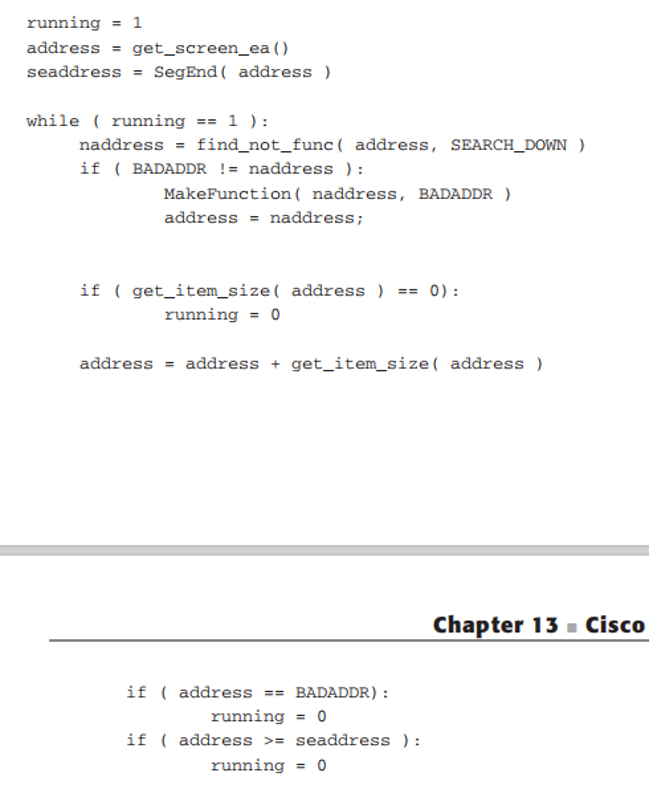 running = 1
address = get_screen_ea()
seaddress = SegEnd( address )
while ( running == 1 ):
naddress = find_not_func( address, SEARCH_DOWN )
if ( BADADDR != naddress ):
MakeFunction( naddress, BADADDR )
address = naddress;
if ( get_item_size( address ) == 0):
running = 0
address = address + get_item_size( address )
Chapter 13 ■ Cisco
if ( address == BADADDR):
running = 0
if ( address >= seaddress ):
running = 0